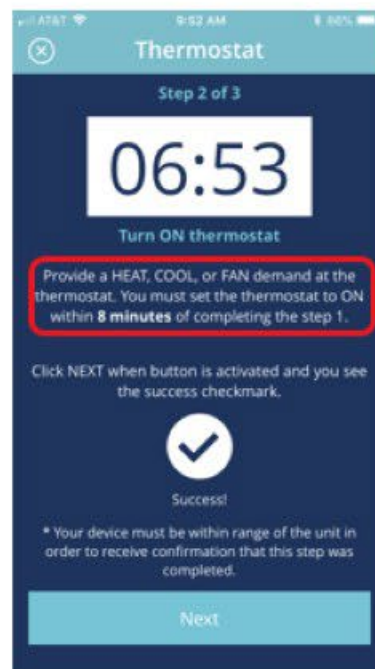 AT&T 9:52 AM 86%
Thermostat
Step 2 of 3
06:53
Turn ON thermostat
Provide a HEAT, COOL, or FAN demand at the
thermostat. You must set the thermostat to ON
within 8 minutes of completing the step 1.
Click NEXT when button is activated and you see
the success checkmark.
Success!
* Your device must be within range of the unit in
order to receive confirmation that this step was
completed.
Next